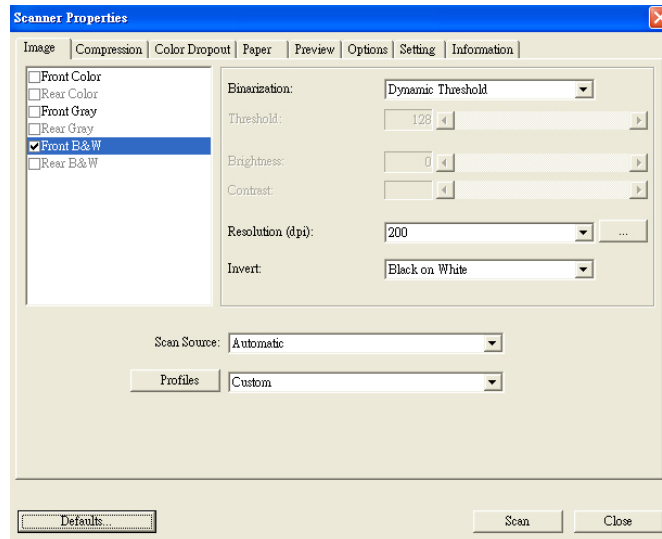 Scanner Properties
Image Compression Color Dropout Paper Preview Options Setting Information
Front Color
Rear Color
Front Gray
Rear Gray
Front B&W
Rear B&W
Binarization: Dynamic Threshold
Threshold: 128
Brightness: 0
Contrast:
Resolution (dpi): 200 ...
Invert: Black on White
Scan Source: Automatic
Profiles Custom
Defaults... Scan Close